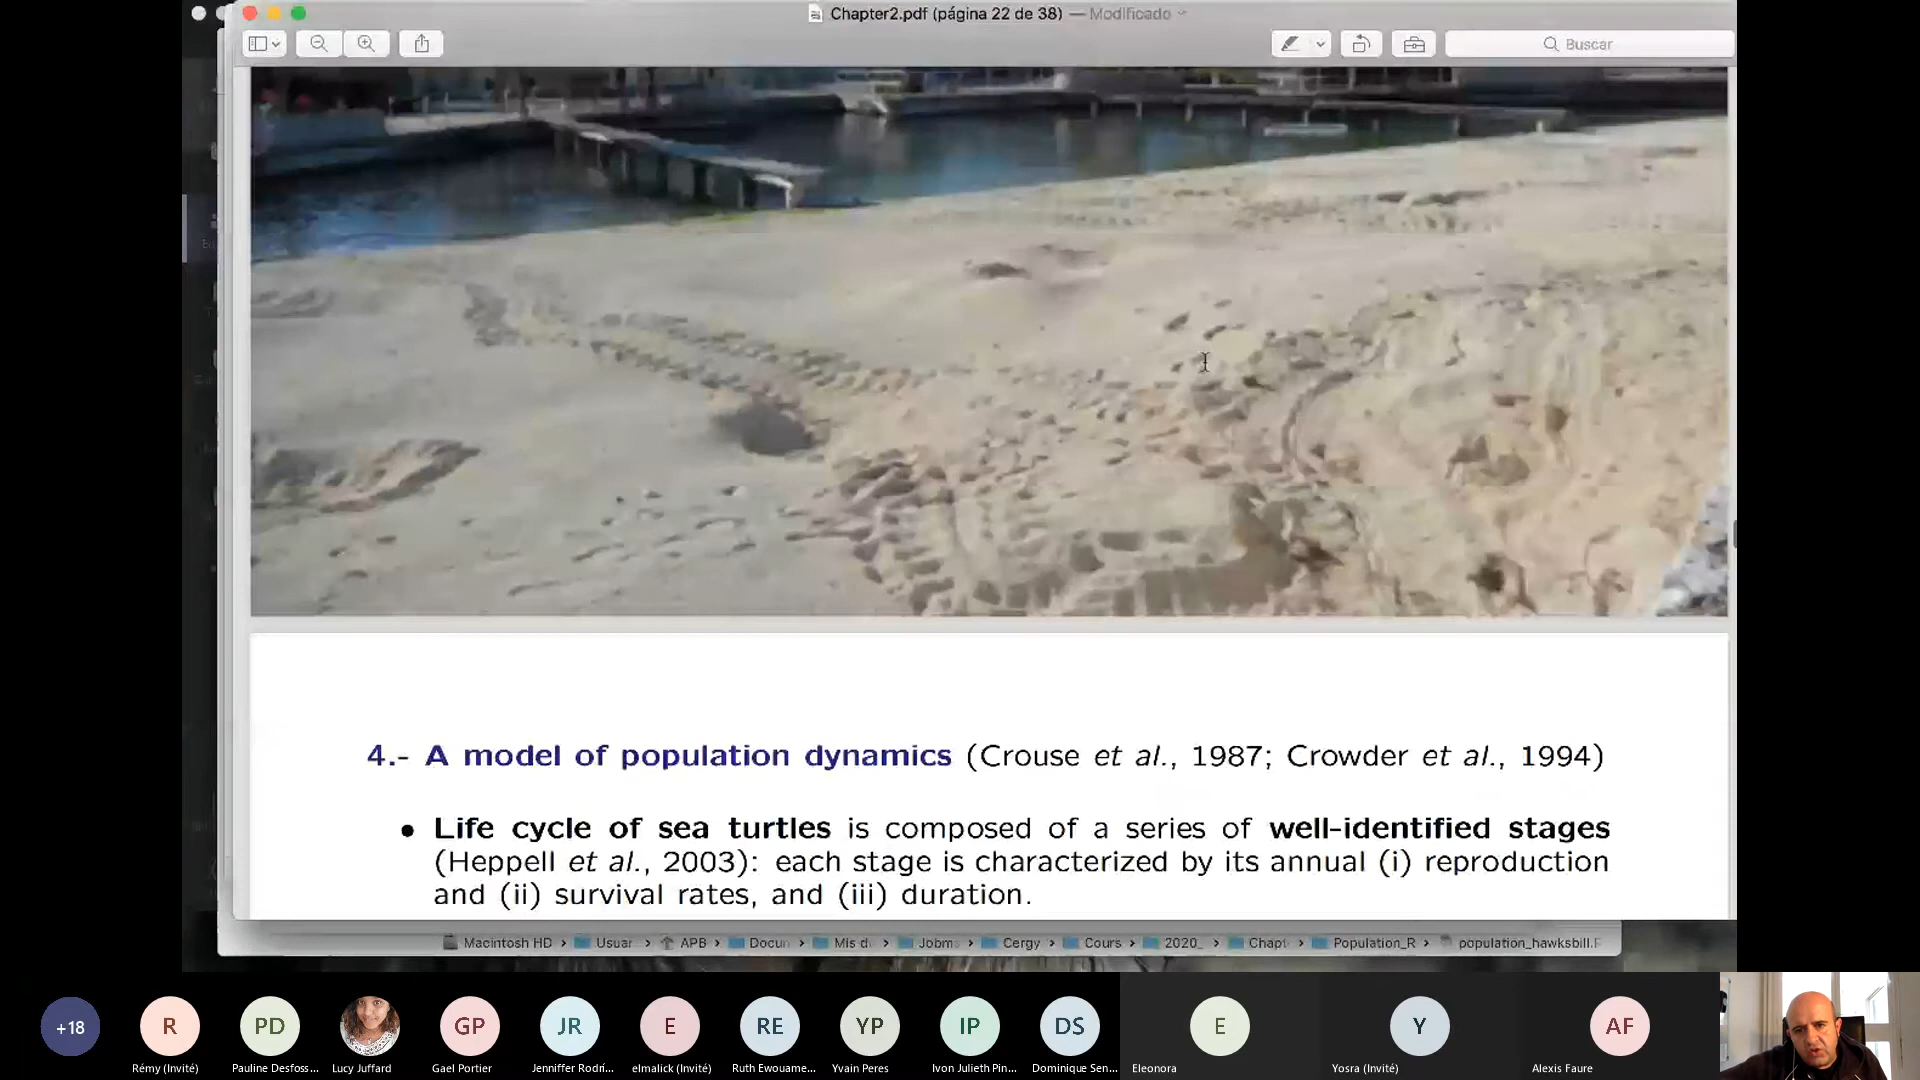 Chapter2.pdf (página 22 de 38) — Modificado
Buscar
4.- A model of population dynamics (Crouse et al., 1987; Crowder et al., 1994)
• Life cycle of sea turtles is composed of a series of well-identified stages
(Heppell et al., 2003): each stage is characterized by its annual (i) reproduction
and (ii) survival rates, and (iii) duration.
Macintosh HD › Usuar › APB › Docun › Mis d › Jobm › Cergy › Cours › 2020_ › Chapt › Population_R › population_hawksbill.R
+18 R PD GP JR E RE YP IP DS E Y AF
Rémy (Invité) Pauline Desfoss... Lucy Juffard Gael Portier Jenniffer Rodrí... elmalick (Invité) Ruth Ewouame... Yvain Peres Ivon Julieth Pin... Dominique Sen... Eleonora Yosra (Invité) Alexis Faure